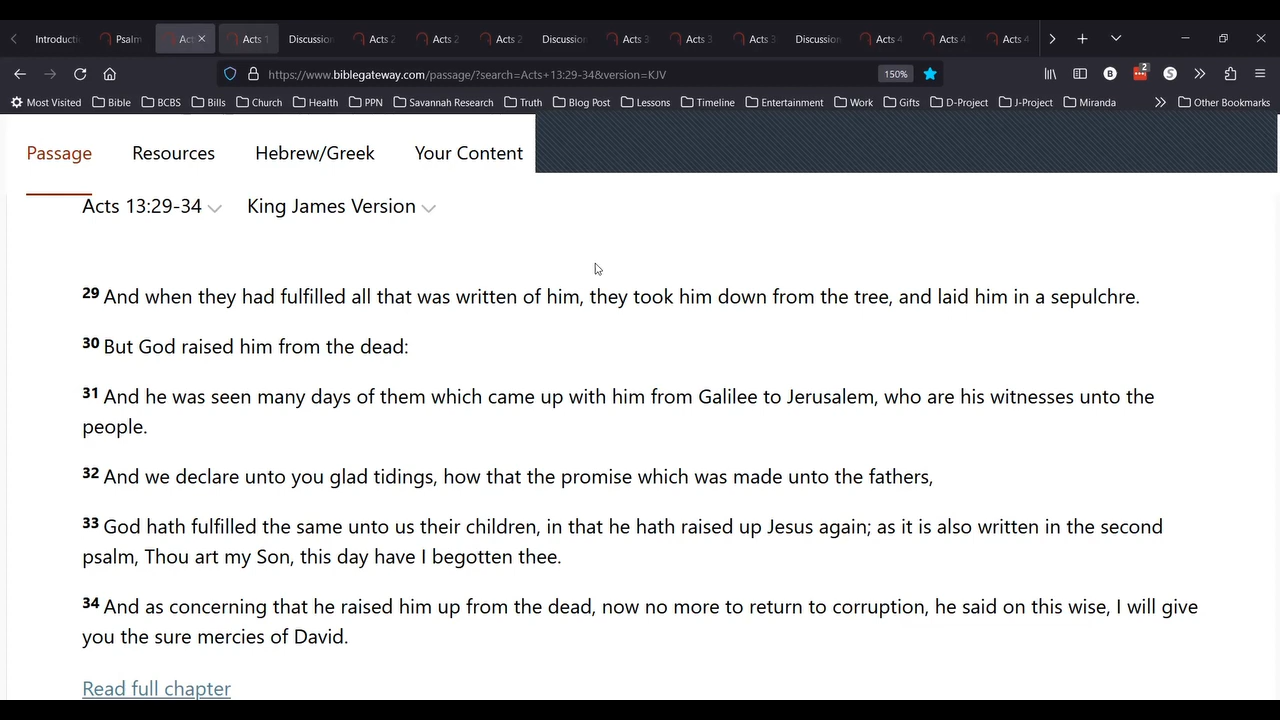 Introducti Psalm Act Acts 1 Discussion Acts 2 Acts 2 Acts 2 Discussion Acts 3 Acts 3 Acts 3 Discussion Acts 4 Acts 4 Acts 4
https://www.biblegateway.com/passage/?search=Acts+13:29-34&version=KJV 150% B 2 S
Most Visited Bible BCBS Bills Church Health PPN Savannah Research Truth Blog Post Lessons Timeline Entertainment Work Gifts D-Project J-Project Miranda Other Bookmarks
Passage Resources Hebrew/Greek Your Content
Acts 13:29-34 King James Version
29 And when they had fulfilled all that was written of him, they took him down from the tree, and laid him in a sepulchre.
30 But God raised him from the dead:
31 And he was seen many days of them which came up with him from Galilee to Jerusalem, who are his witnesses unto the
people.
32 And we declare unto you glad tidings, how that the promise which was made unto the fathers,
33 God hath fulfilled the same unto us their children, in that he hath raised up Jesus again; as it is also written in the second
psalm, Thou art my Son, this day have I begotten thee.
34 And as concerning that he raised him up from the dead, now no more to return to corruption, he said on this wise, I will give
you the sure mercies of David.
Read full chapter